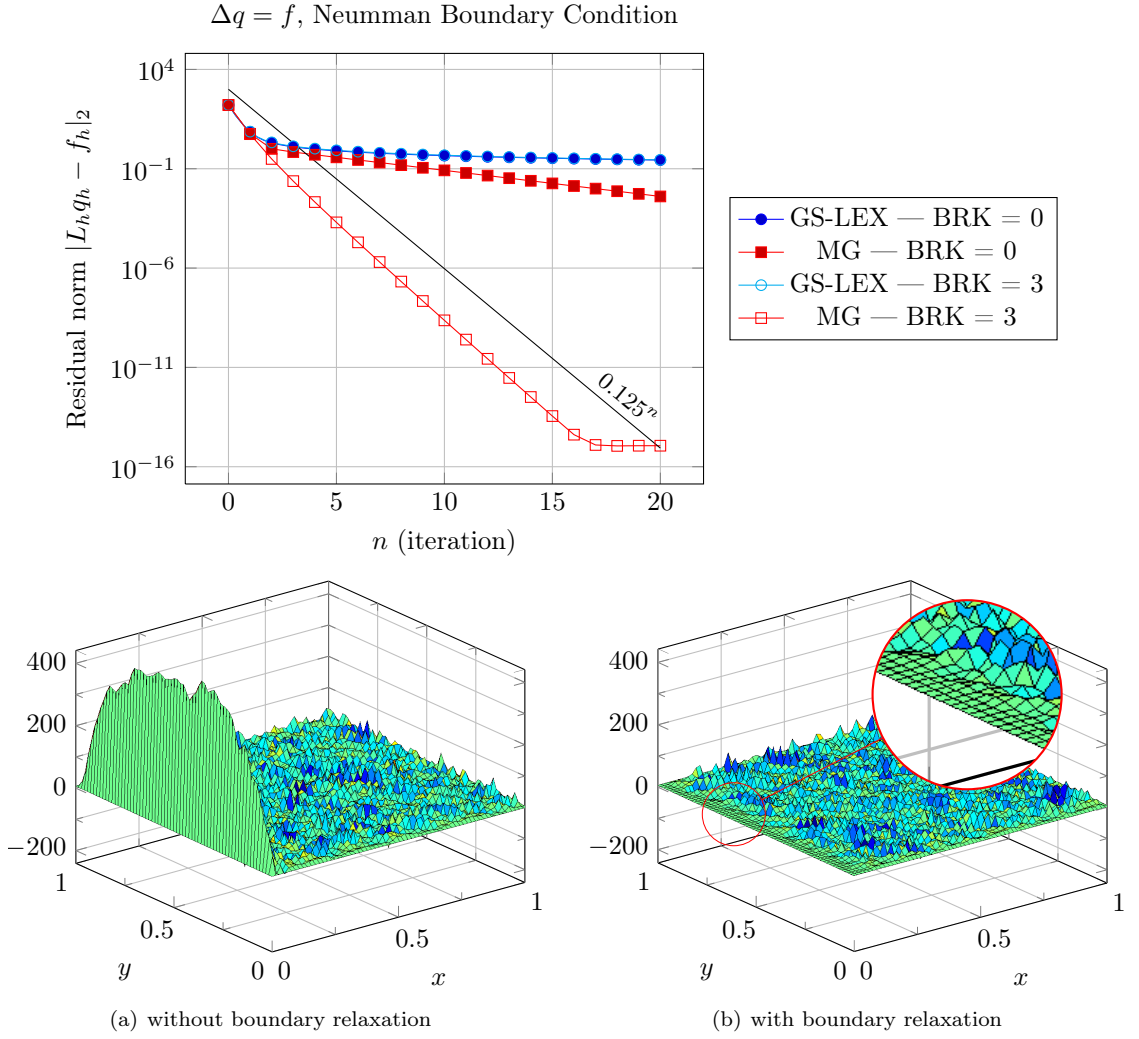 Δq = f, Neumman Boundary Condition
10^4
10^−1
10^−6
10^−11
10^−16
Residual norm |L_h q_h − f_h|_2
0.125^n
0 5 10 15 20
n (iteration)
GS-LEX — BRK = 0
MG — BRK = 0
GS-LEX — BRK = 3
MG — BRK = 3
400
200
0
−200
1
0.5
0
y
0
0.5
1
x
(a) without boundary relaxation
400
200
0
−200
1
0.5
0
y
0
0.5
1
x
(b) with boundary relaxation